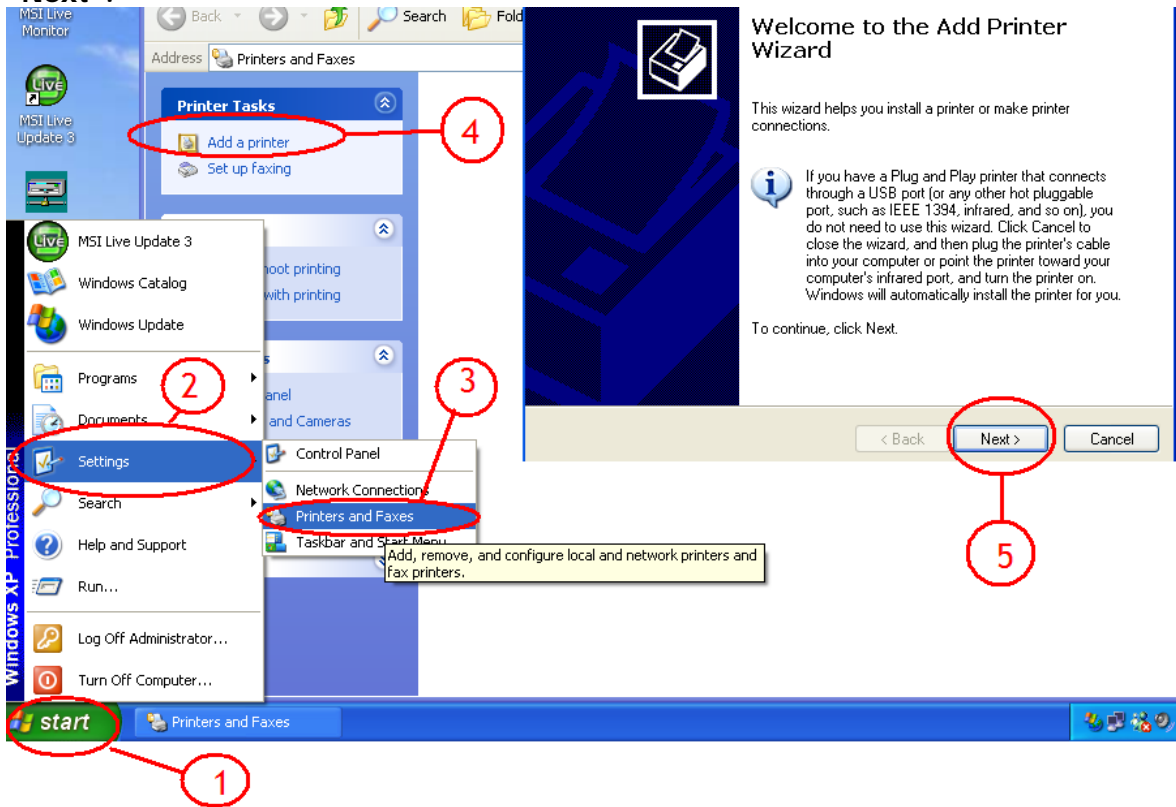 MSI Live
Monitor
Back
Search
Fold
Address Printers and Faxes
MSI Live
Update 3
Printer Tasks
Add a printer
Set up faxing
4
Welcome to the Add Printer
Wizard
This wizard helps you install a printer or make printer
connections.
If you have a Plug and Play printer that connects
through a USB port (or any other hot pluggable
port, such as IEEE 1394, infrared, and so on), you
do not need to use this wizard. Click Cancel to
close the wizard, and then plug the printer's cable
into your computer or point the printer toward your
computer's infrared port, and turn the printer on.
Windows will automatically install the printer for you.
To continue, click Next.
< Back
Next >
Cancel
5
Live
MSI Live Update 3
Windows Catalog
Windows Update
Programs
Documents
Settings
Search
Help and Support
Run...
Log Off Administrator...
Turn Off Computer...
Windows XP Professional
2
hoot printing
with printing
s
anel
and Cameras
3
Control Panel
Network Connections
Printers and Faxes
Taskbar and Start Menu
Add, remove, and configure local and network printers and
fax printers.
start
Printers and Faxes
1